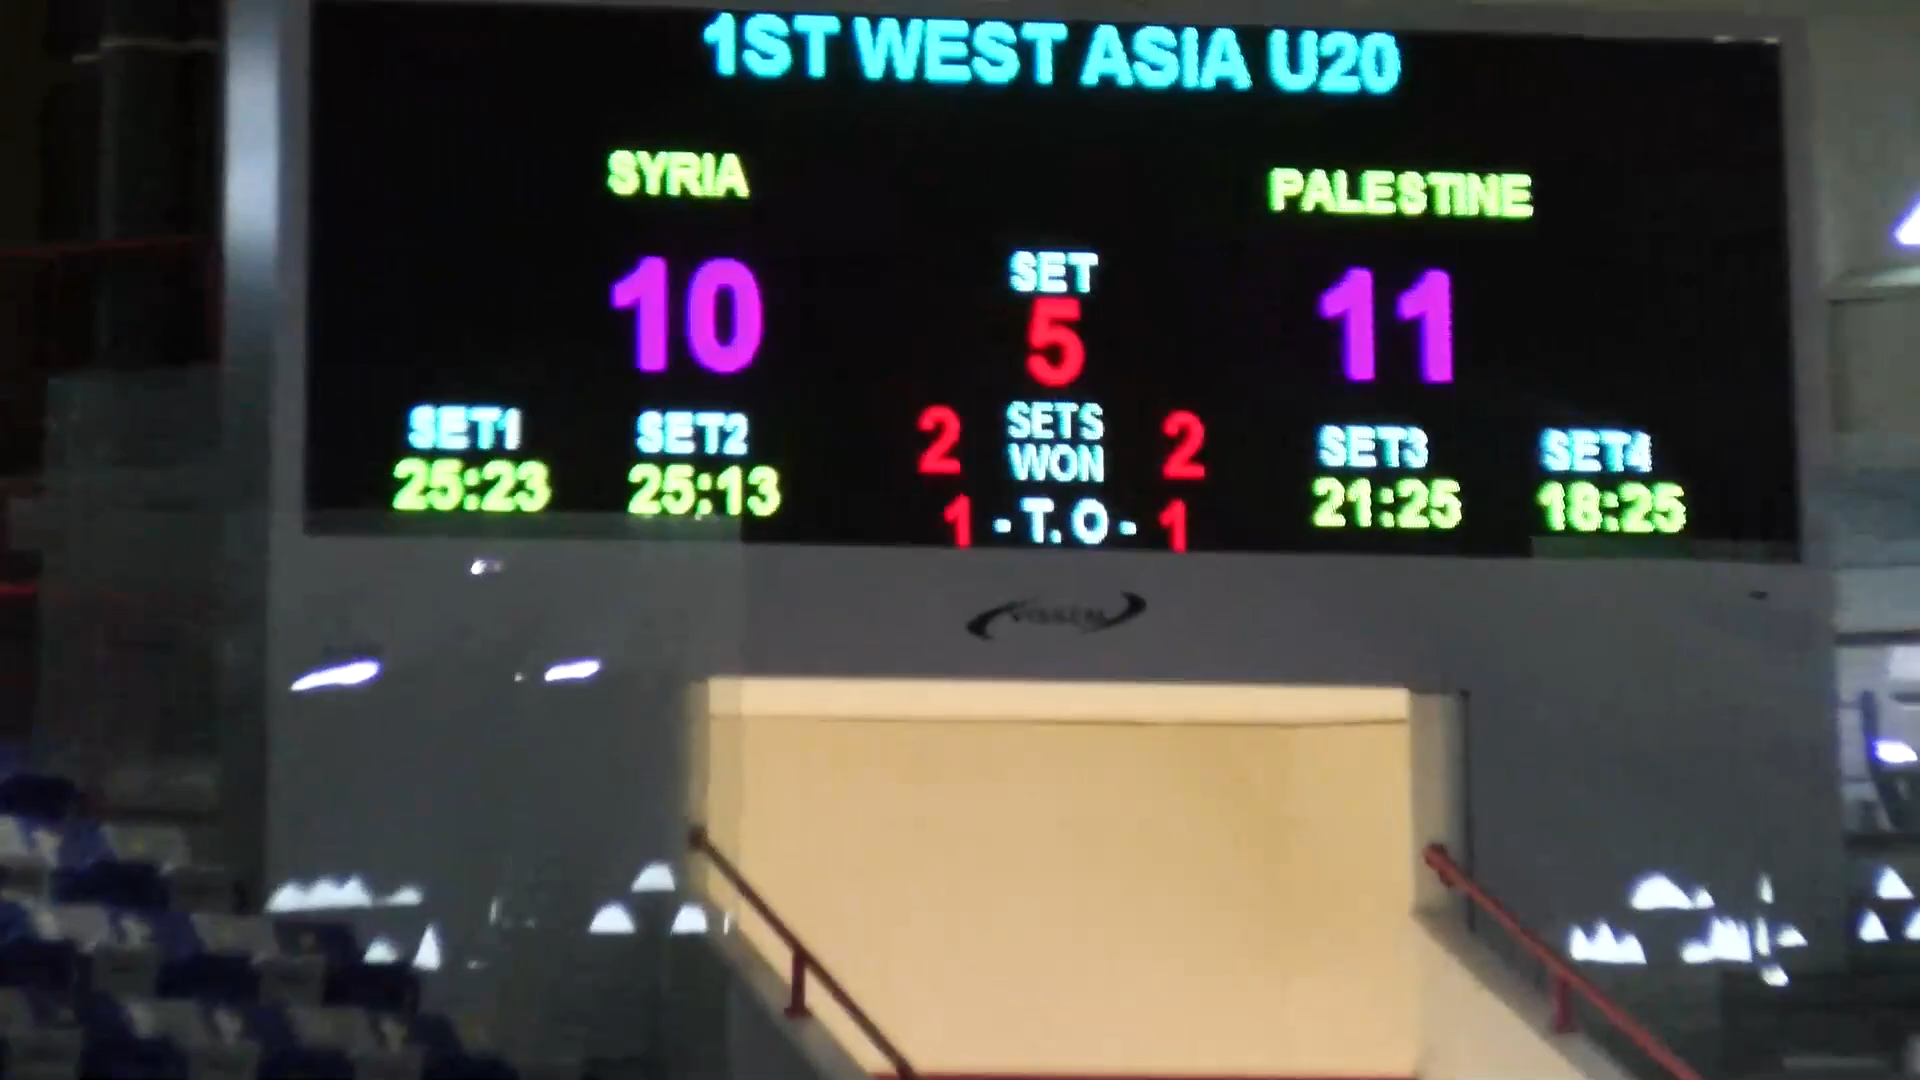 1ST WEST ASIA U20
SYRIA
PALESTINE
10
SET
5
11
SET1
25:23
SET2
25:13
2
SETS
WON
2
1 - T. O - 1
SET3
21:25
SET4
18:25